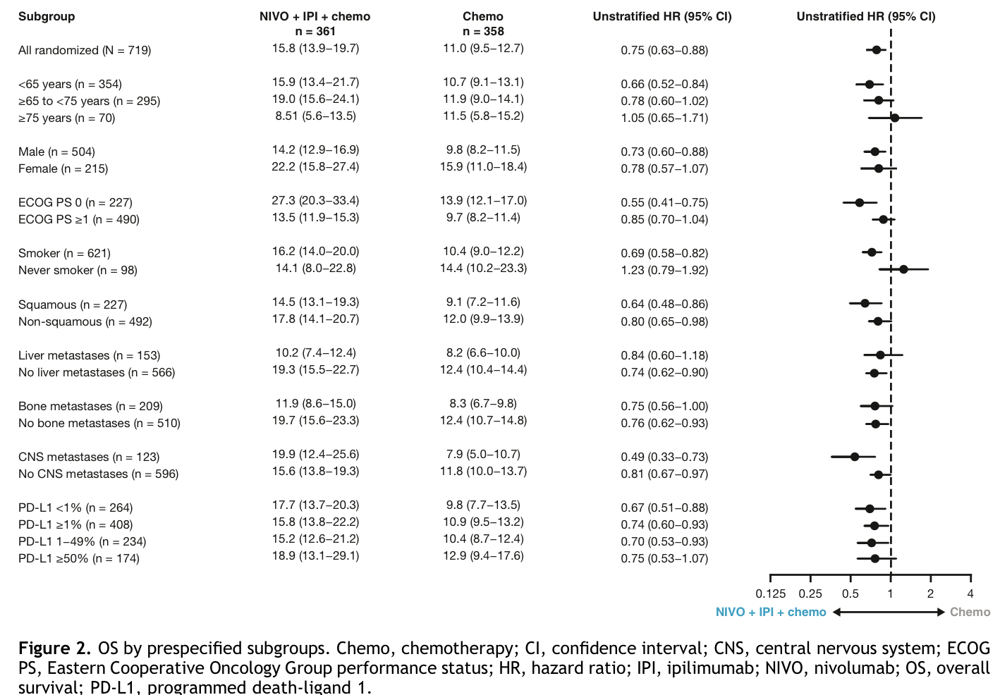 Subgroup NIVO + IPI + chemo Chemo Unstratified HR (95% CI) Unstratified HR (95% CI)
n = 361 n = 358
All randomized (N = 719) 15.8 (13.9–19.7) 11.0 (9.5–12.7) 0.75 (0.63–0.88)
<65 years (n = 354) 15.9 (13.4–21.7) 10.7 (9.1–13.1) 0.66 (0.52–0.84)
≥65 to <75 years (n = 295) 19.0 (15.6–24.1) 11.9 (9.0–14.1) 0.78 (0.60–1.02)
≥75 years (n = 70) 8.51 (5.6–13.5) 11.5 (5.8–15.2) 1.05 (0.65–1.71)
Male (n = 504) 14.2 (12.9–16.9) 9.8 (8.2–11.5) 0.73 (0.60–0.88)
Female (n = 215) 22.2 (15.8–27.4) 15.9 (11.0–18.4) 0.78 (0.57–1.07)
ECOG PS 0 (n = 227) 27.3 (20.3–33.4) 13.9 (12.1–17.0) 0.55 (0.41–0.75)
ECOG PS ≥1 (n = 490) 13.5 (11.9–15.3) 9.7 (8.2–11.4) 0.85 (0.70–1.04)
Smoker (n = 621) 16.2 (14.0–20.0) 10.4 (9.0–12.2) 0.69 (0.58–0.82)
Never smoker (n = 98) 14.1 (8.0–22.8) 14.4 (10.2–23.3) 1.23 (0.79–1.92)
Squamous (n = 227) 14.5 (13.1–19.3) 9.1 (7.2–11.6) 0.64 (0.48–0.86)
Non-squamous (n = 492) 17.8 (14.1–20.7) 12.0 (9.9–13.9) 0.80 (0.65–0.98)
Liver metastases (n = 153) 10.2 (7.4–12.4) 8.2 (6.6–10.0) 0.84 (0.60–1.18)
No liver metastases (n = 566) 19.3 (15.5–22.7) 12.4 (10.4–14.4) 0.74 (0.62–0.90)
Bone metastases (n = 209) 11.9 (8.6–15.0) 8.3 (6.7–9.8) 0.75 (0.56–1.00)
No bone metastases (n = 510) 19.7 (15.6–23.3) 12.4 (10.7–14.8) 0.76 (0.62–0.93)
CNS metastases (n = 123) 19.9 (12.4–25.6) 7.9 (5.0–10.7) 0.49 (0.33–0.73)
No CNS metastases (n = 596) 15.6 (13.8–19.3) 11.8 (10.0–13.7) 0.81 (0.67–0.97)
PD-L1 <1% (n = 264) 17.7 (13.7–20.3) 9.8 (7.7–13.5) 0.67 (0.51–0.88)
PD-L1 ≥1% (n = 408) 15.8 (13.8–22.2) 10.9 (9.5–13.2) 0.74 (0.60–0.93)
PD-L1 1–49% (n = 234) 15.2 (12.6–21.2) 10.4 (8.7–12.4) 0.70 (0.53–0.93)
PD-L1 ≥50% (n = 174) 18.9 (13.1–29.1) 12.9 (9.4–17.6) 0.75 (0.53–1.07)
0.125 0.25 0.5 1 2 4
NIVO + IPI + chemo Chemo
Figure 2. OS by prespecified subgroups. Chemo, chemotherapy; CI, confidence interval; CNS, central nervous system; ECOG
PS, Eastern Cooperative Oncology Group performance status; HR, hazard ratio; IPI, ipilimumab; NIVO, nivolumab; OS, overall
survival; PD-L1, programmed death-ligand 1.